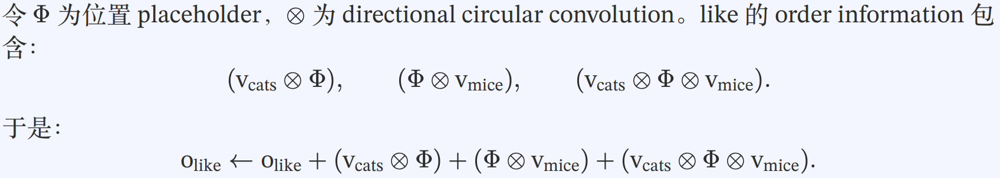 令 Φ 为位置 placeholder，⊗ 为 directional circular convolution。like 的 order information 包
含：
(v_cats ⊗ Φ), (Φ ⊗ v_mice), (v_cats ⊗ Φ ⊗ v_mice).
于是：
o_like ← o_like + (v_cats ⊗ Φ) + (Φ ⊗ v_mice) + (v_cats ⊗ Φ ⊗ v_mice).